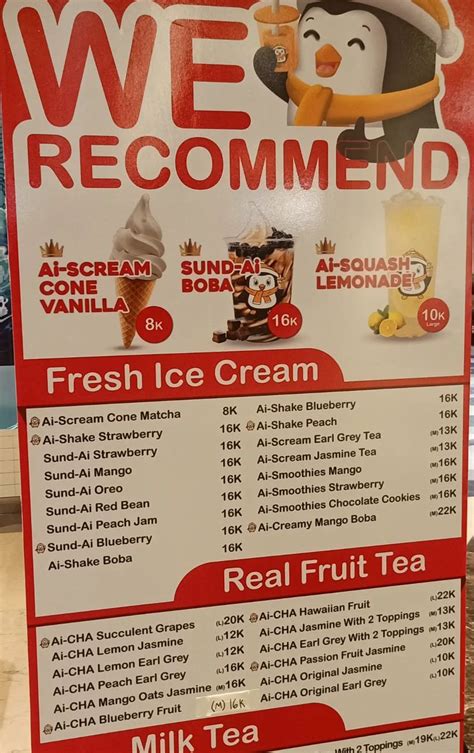 WE
RECOMMEND
Ai-SCREAM
CONE
VANILLA
8K
SUND-Ai
BOBA
16K
Ai-SQUASH
LEMONADE
10K
Large
Fresh Ice Cream
Ai-Scream Cone Matcha 8K
Ai-Shake Strawberry 16K
Sund-Ai Strawberry 16K
Sund-Ai Mango 16K
Sund-Ai Oreo 16K
Sund-Ai Red Bean 16K
Sund-Ai Peach Jam 16K
Sund-Ai Blueberry 16K
Ai-Shake Boba 16K
Ai-Shake Blueberry 16K
Ai-Shake Peach 16K
Ai-Scream Earl Grey Tea (M)13K
Ai-Scream Jasmine Tea (M)13K
Ai-Smoothies Mango (M)16K
Ai-Smoothies Strawberry (M)16K
Ai-Smoothies Chocolate Cookies (M)16K
Ai-Creamy Mango Boba (M)22K
Real Fruit Tea
Ai-CHA Succulent Grapes (L)20K
Ai-CHA Lemon Jasmine (L)12K
Ai-CHA Lemon Earl Grey (L)12K
Ai-CHA Peach Earl Grey (L)16K
Ai-CHA Mango Oats Jasmine (M)16K
Ai-CHA Blueberry Fruit (M) 16K
Ai-CHA Hawaiian Fruit (L)22K
Ai-CHA Jasmine With 2 Toppings (M)13K
Ai-CHA Earl Grey With 2 Toppings (M)13K
Ai-CHA Passion Fruit Jasmine (L)20K
Ai-CHA Original Jasmine (L)10K
Ai-CHA Original Earl Grey (L)10K
Milk Tea
With 2 Toppings (M)19K(L)22K